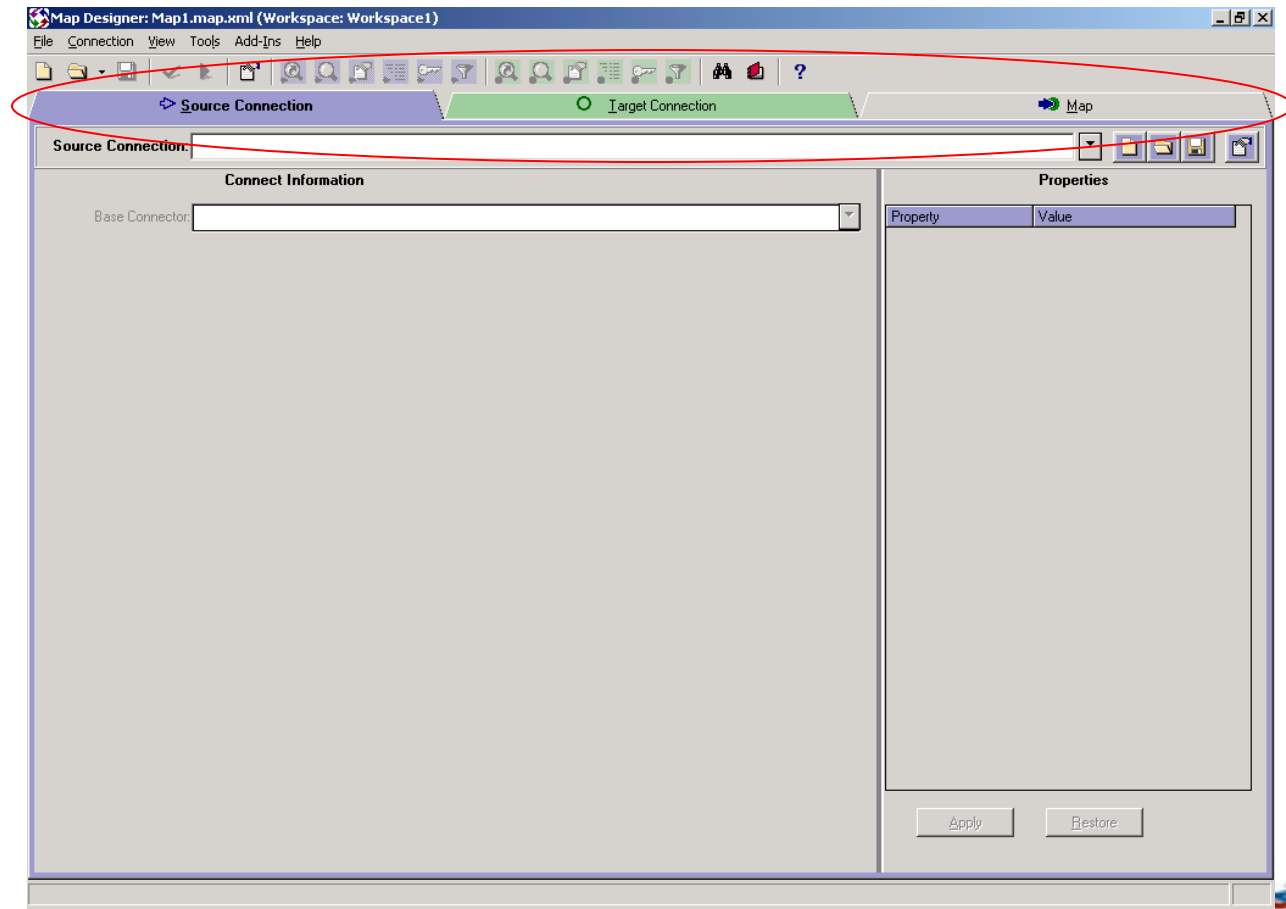 Map Designer: Map1.map.xml (Workspace: Workspace1)
File Connection View Tools Add-Ins Help
?
Source Connection Target Connection Map
Source Connection:
Connect Information Properties
Base Connector: Property Value
Apply Restore